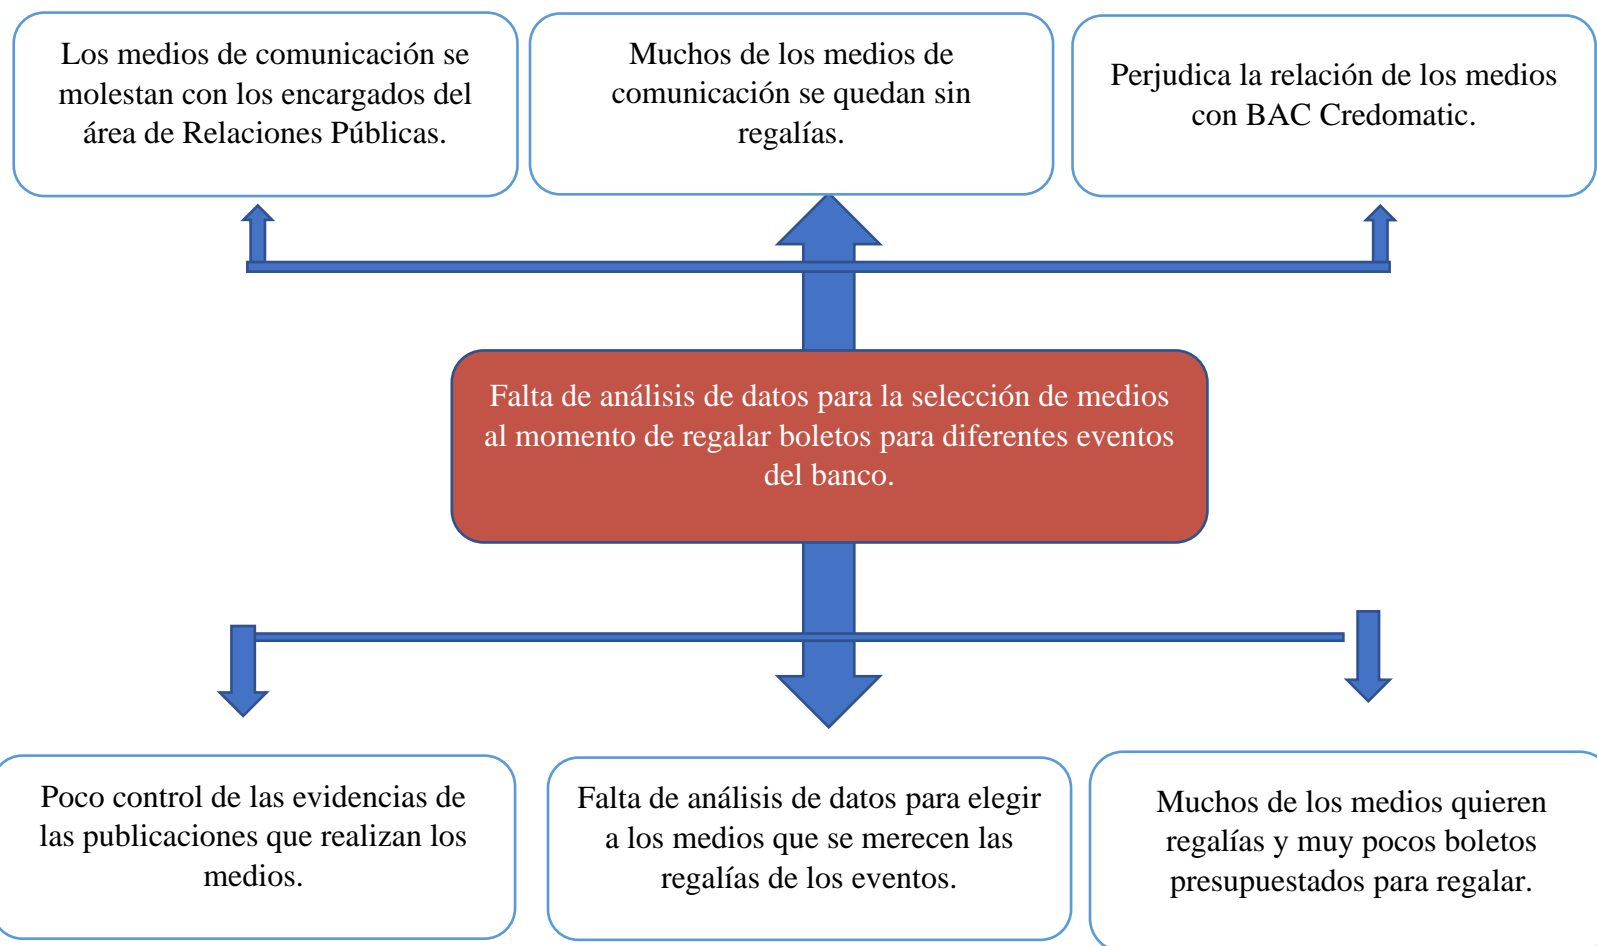 Los medios de comunicación se
molestan con los encargados del
área de Relaciones Públicas.
Muchos de los medios de
comunicación se quedan sin
regalías.
Perjudica la relación de los medios
con BAC Credomatic.
Falta de análisis de datos para la selección de medios
al momento de regalar boletos para diferentes eventos
del banco.
Poco control de las evidencias de
las publicaciones que realizan los
medios.
Falta de análisis de datos para elegir
a los medios que se merecen las
regalías de los eventos.
Muchos de los medios quieren
regalías y muy pocos boletos
presupuestados para regalar.